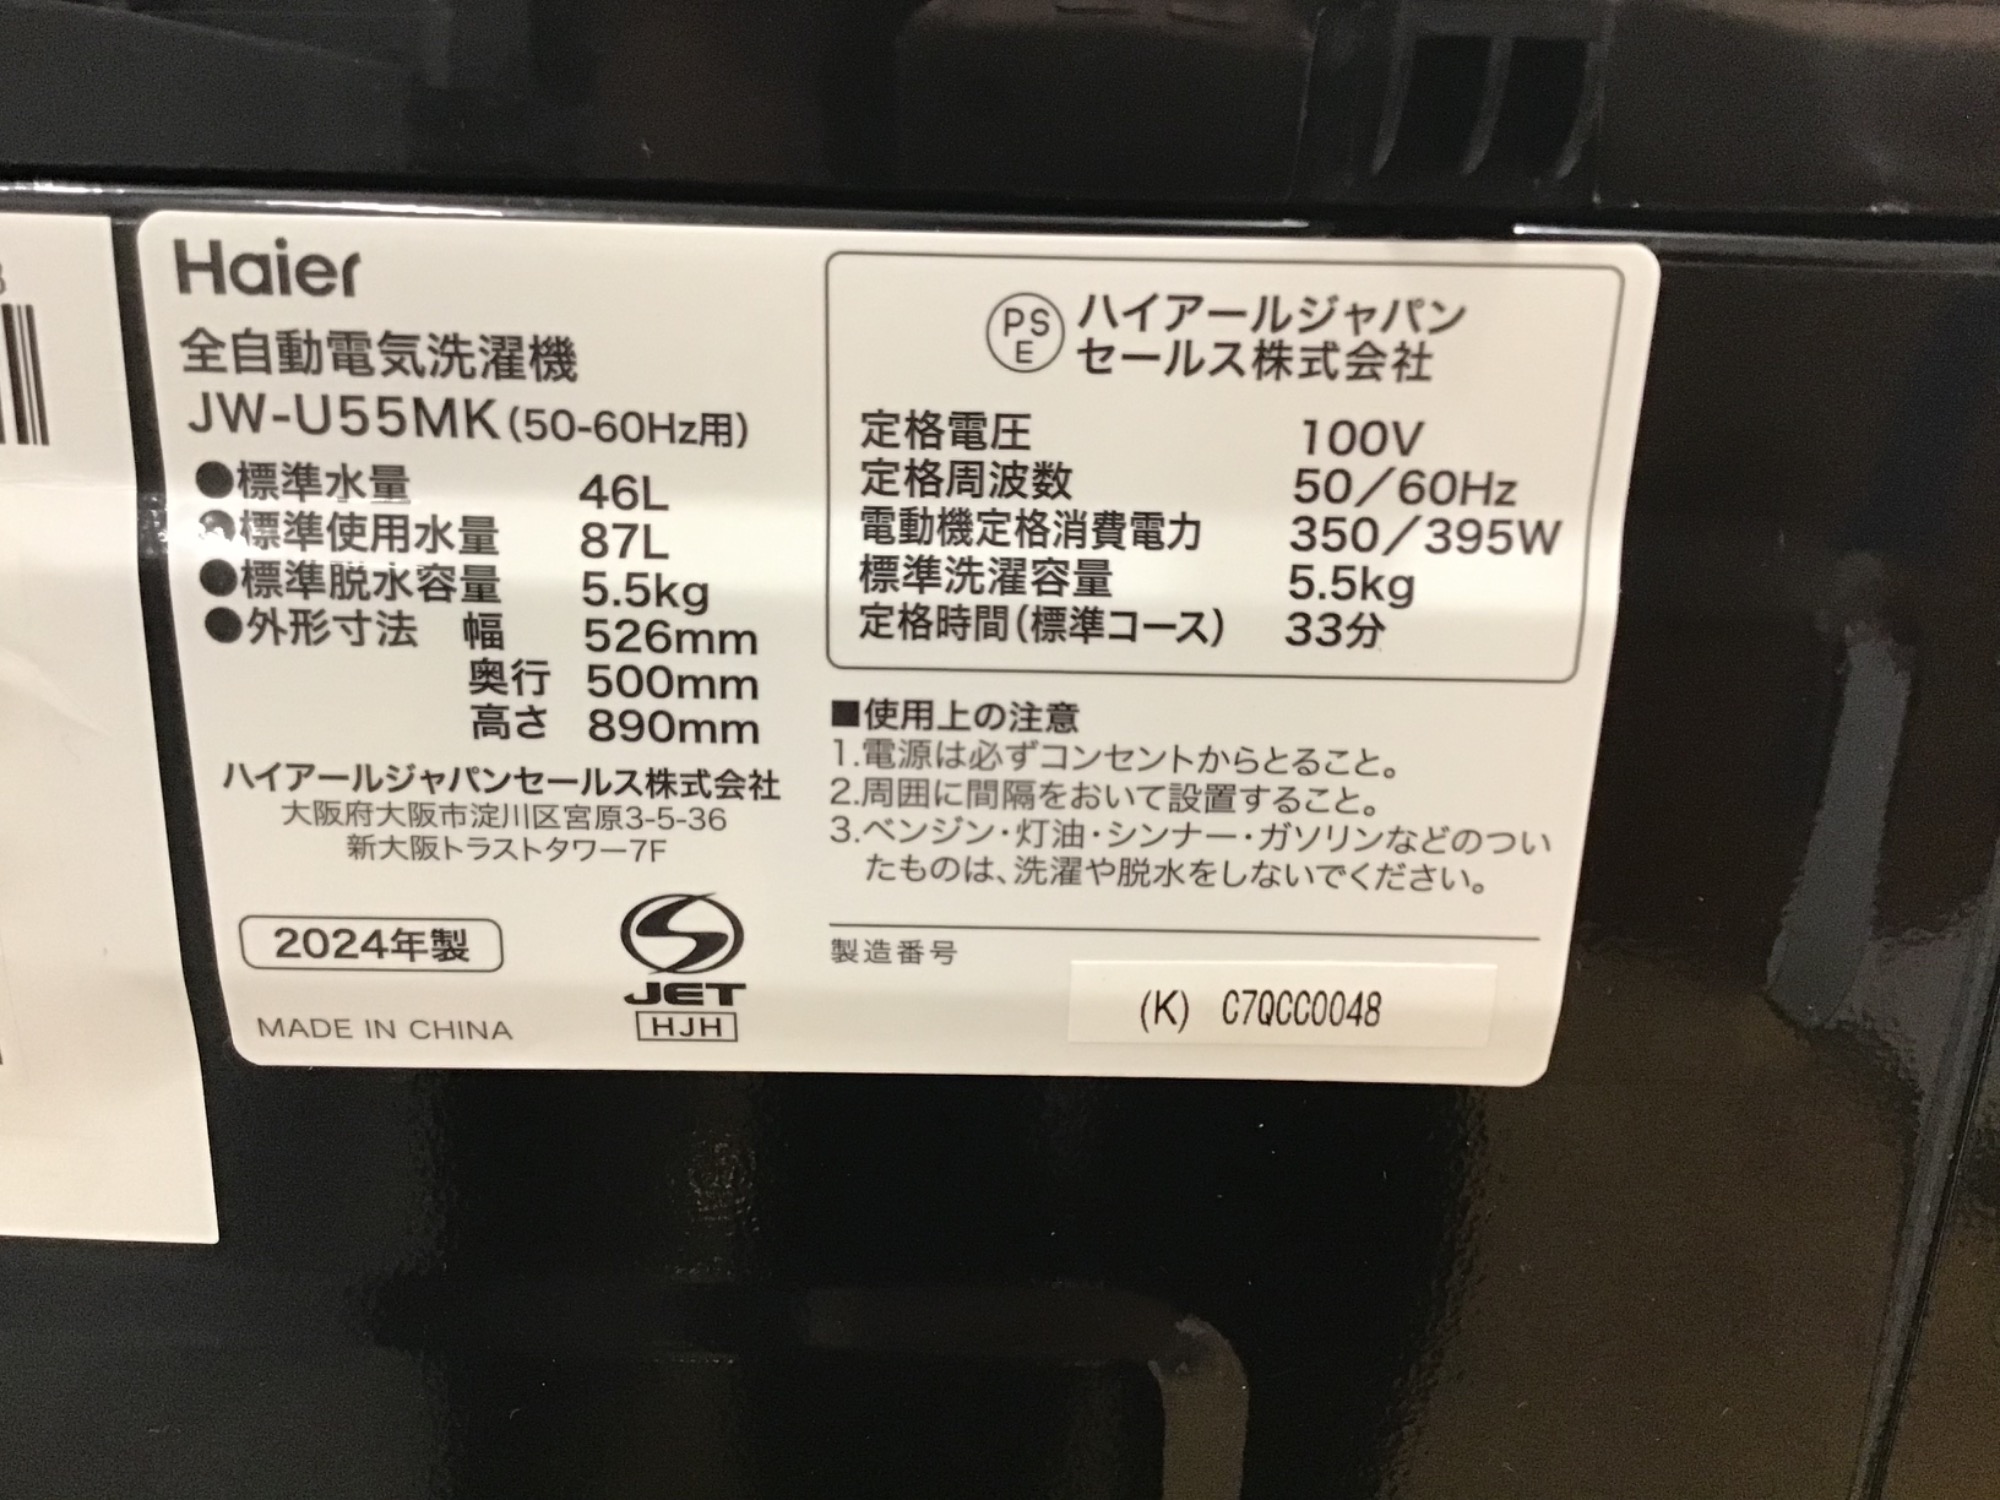 Haier
全自動電気洗濯機
JW-U55MK(50-60Hz用)
●標準水量 46L
●標準使用水量 87L
●標準脱水容量 5.5kg
●外形寸法 幅 526mm
奥行 500mm
高さ 890mm
ハイアールジャパンセールス株式会社
大阪府大阪市淀川区宮原3-5-36
新大阪トラストタワー7F
2024年製
MADE IN CHINA
JET
HJH
PS
E
ハイアールジャパン
セールス株式会社
定格電圧 100V
定格周波数 50/60Hz
電動機定格消費電力 350/395W
標準洗濯容量 5.5kg
定格時間(標準コース) 33分
■使用上の注意
1.電源は必ずコンセントからとること。
2.周囲に間隔をおいて設置すること。
3.ベンジン・灯油・シンナー・ガソリンなどのつい
たものは、洗濯や脱水をしないでください。
製造番号
(K) C7QCC0048